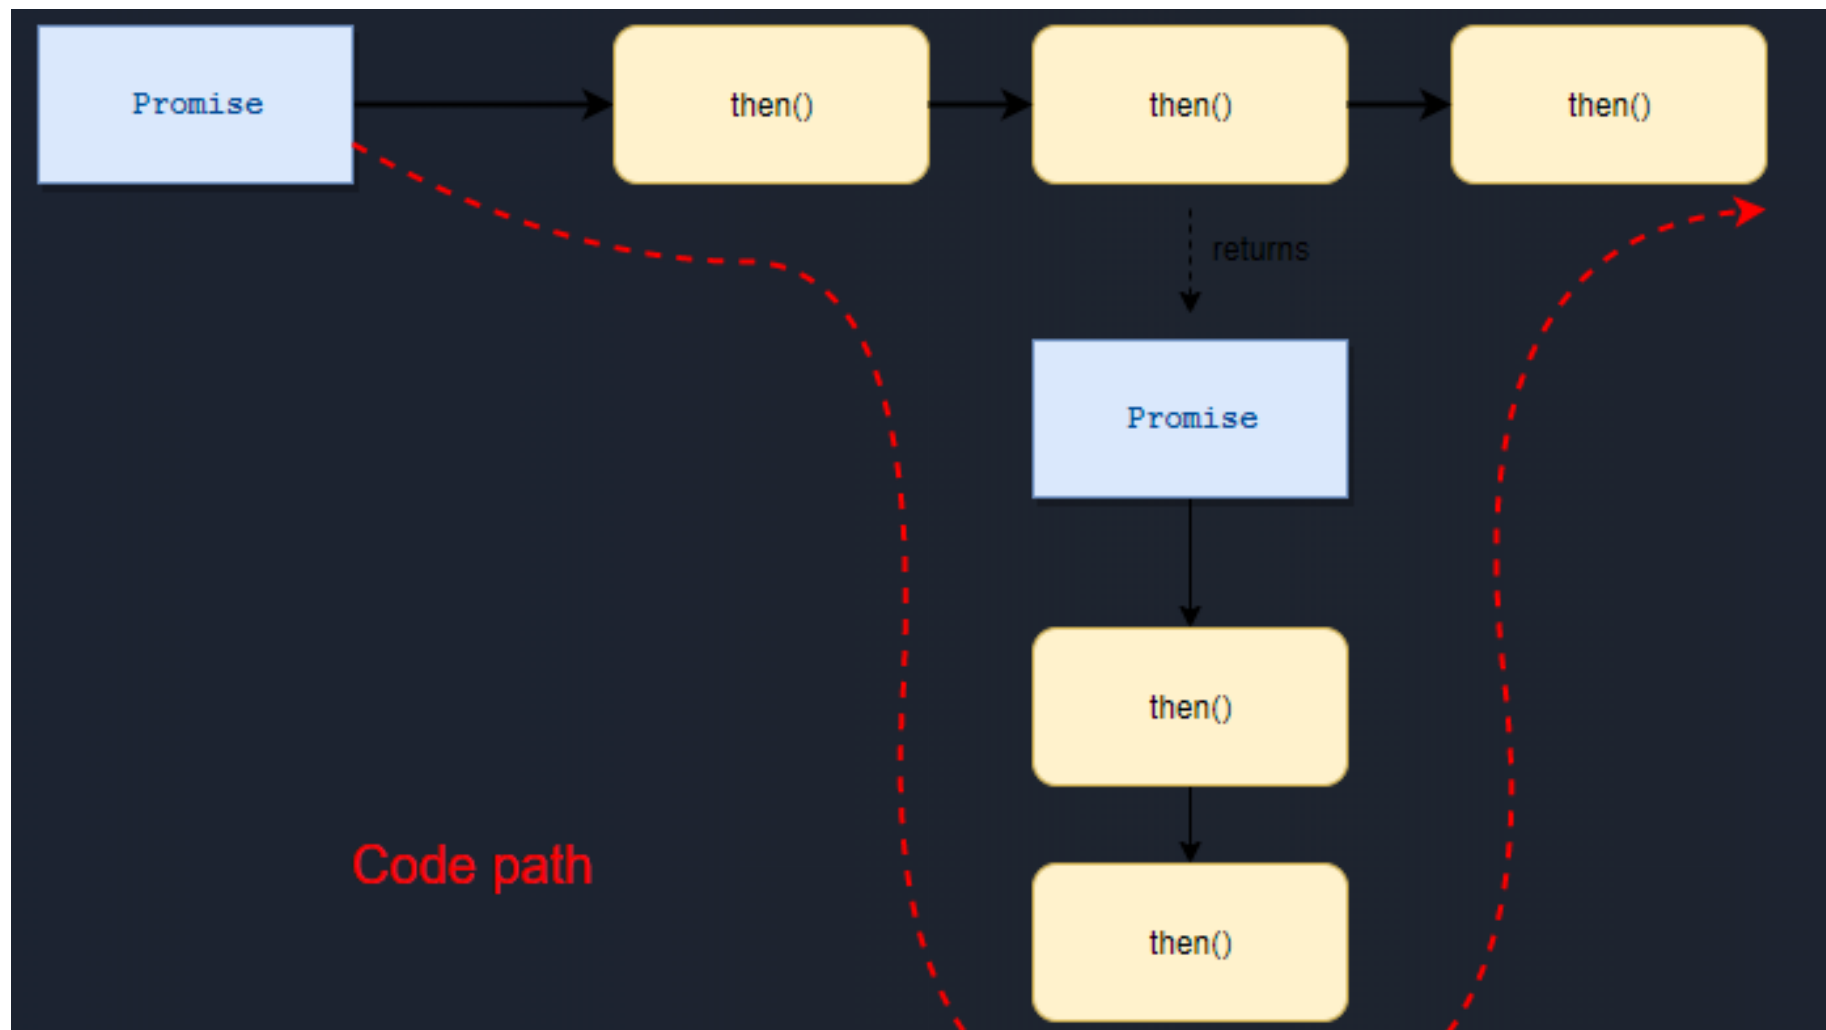 Promise
then()
then()
then()
returns
Promise
then()
Code path
then()